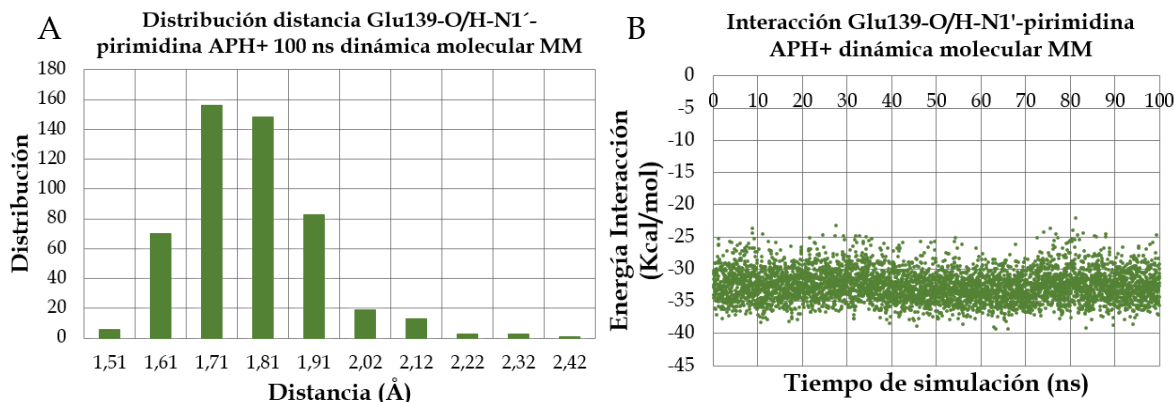 A
Distribución distancia Glu139-O/H-N1´-
pirimidina APH+ 100 ns dinámica molecular MM
Distribución
180
160
140
120
100
80
60
40
20
0
1,51 1,61 1,71 1,81 1,91 2,02 2,12 2,22 2,32 2,42
Distancia (Å)
B
Interacción Glu139-O/H-N1'-pirimidina
APH+ dinámica molecular MM
Energía Interacción
(Kcal/mol)
0
0 10 20 30 40 50 60 70 80 90 100
-5
-10
-15
-20
-25
-30
-35
-40
-45
Tiempo de simulación (ns)